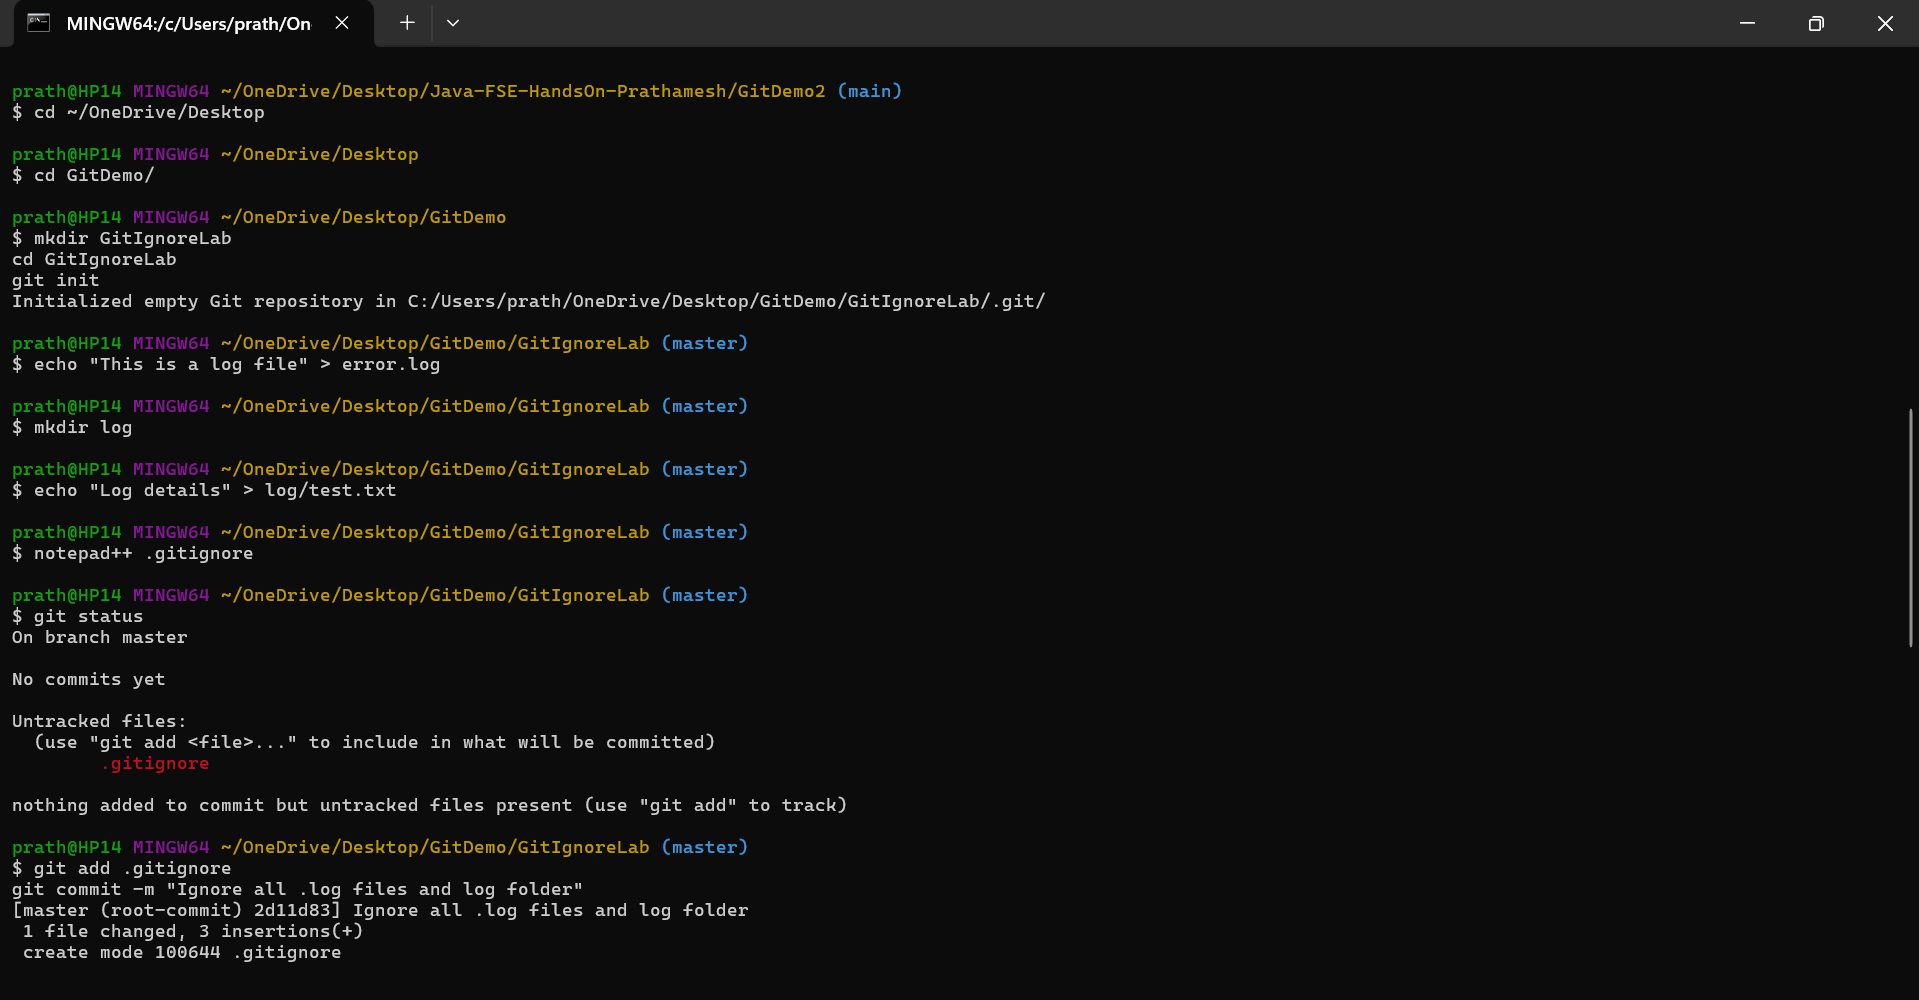 MINGW64:/c/Users/prath/On
prath@HP14 MINGW64 ~/OneDrive/Desktop/Java-FSE-HandsOn-Prathamesh/GitDemo2 (main)
$ cd ~/OneDrive/Desktop
prath@HP14 MINGW64 ~/OneDrive/Desktop
$ cd GitDemo/
prath@HP14 MINGW64 ~/OneDrive/Desktop/GitDemo
$ mkdir GitIgnoreLab
cd GitIgnoreLab
git init
Initialized empty Git repository in C:/Users/prath/OneDrive/Desktop/GitDemo/GitIgnoreLab/.git/
prath@HP14 MINGW64 ~/OneDrive/Desktop/GitDemo/GitIgnoreLab (master)
$ echo "This is a log file" > error.log
prath@HP14 MINGW64 ~/OneDrive/Desktop/GitDemo/GitIgnoreLab (master)
$ mkdir log
prath@HP14 MINGW64 ~/OneDrive/Desktop/GitDemo/GitIgnoreLab (master)
$ echo "Log details" > log/test.txt
prath@HP14 MINGW64 ~/OneDrive/Desktop/GitDemo/GitIgnoreLab (master)
$ notepad++ .gitignore
prath@HP14 MINGW64 ~/OneDrive/Desktop/GitDemo/GitIgnoreLab (master)
$ git status
On branch master
No commits yet
Untracked files:
  (use "git add <file>..." to include in what will be committed)
        .gitignore
nothing added to commit but untracked files present (use "git add" to track)
prath@HP14 MINGW64 ~/OneDrive/Desktop/GitDemo/GitIgnoreLab (master)
$ git add .gitignore
git commit -m "Ignore all .log files and log folder"
[master (root-commit) 2d11d83] Ignore all .log files and log folder
 1 file changed, 3 insertions(+)
 create mode 100644 .gitignore